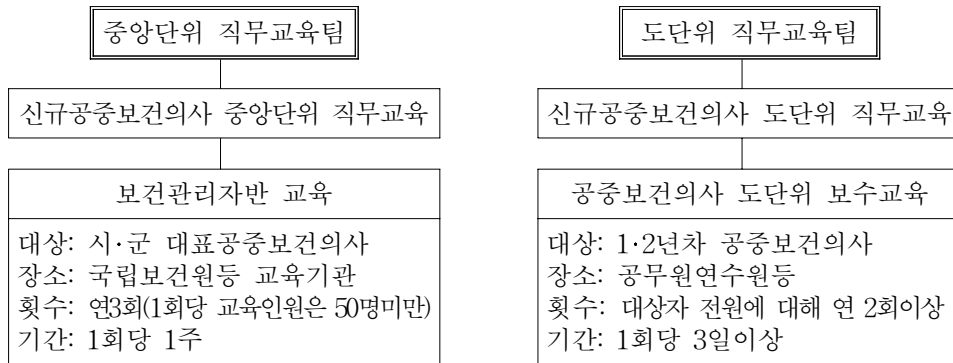 중앙단위 직무교육팀
신규공중보건의사 중앙단위 직무교육
보건관리자반 교육
대상: 시·군 대표공중보건의사
장소: 국립보건원등 교육기관
횟수: 연3회(1회당 교육인원은 50명미만)
기간: 1회당 1주
도단위 직무교육팀
신규공중보건의사 도단위 직무교육
공중보건의사 도단위 보수교육
대상: 1·2년차 공중보건의사
장소: 공무원연수원등
횟수: 대상자 전원에 대해 연 2회이상
기간: 1회당 3일이상